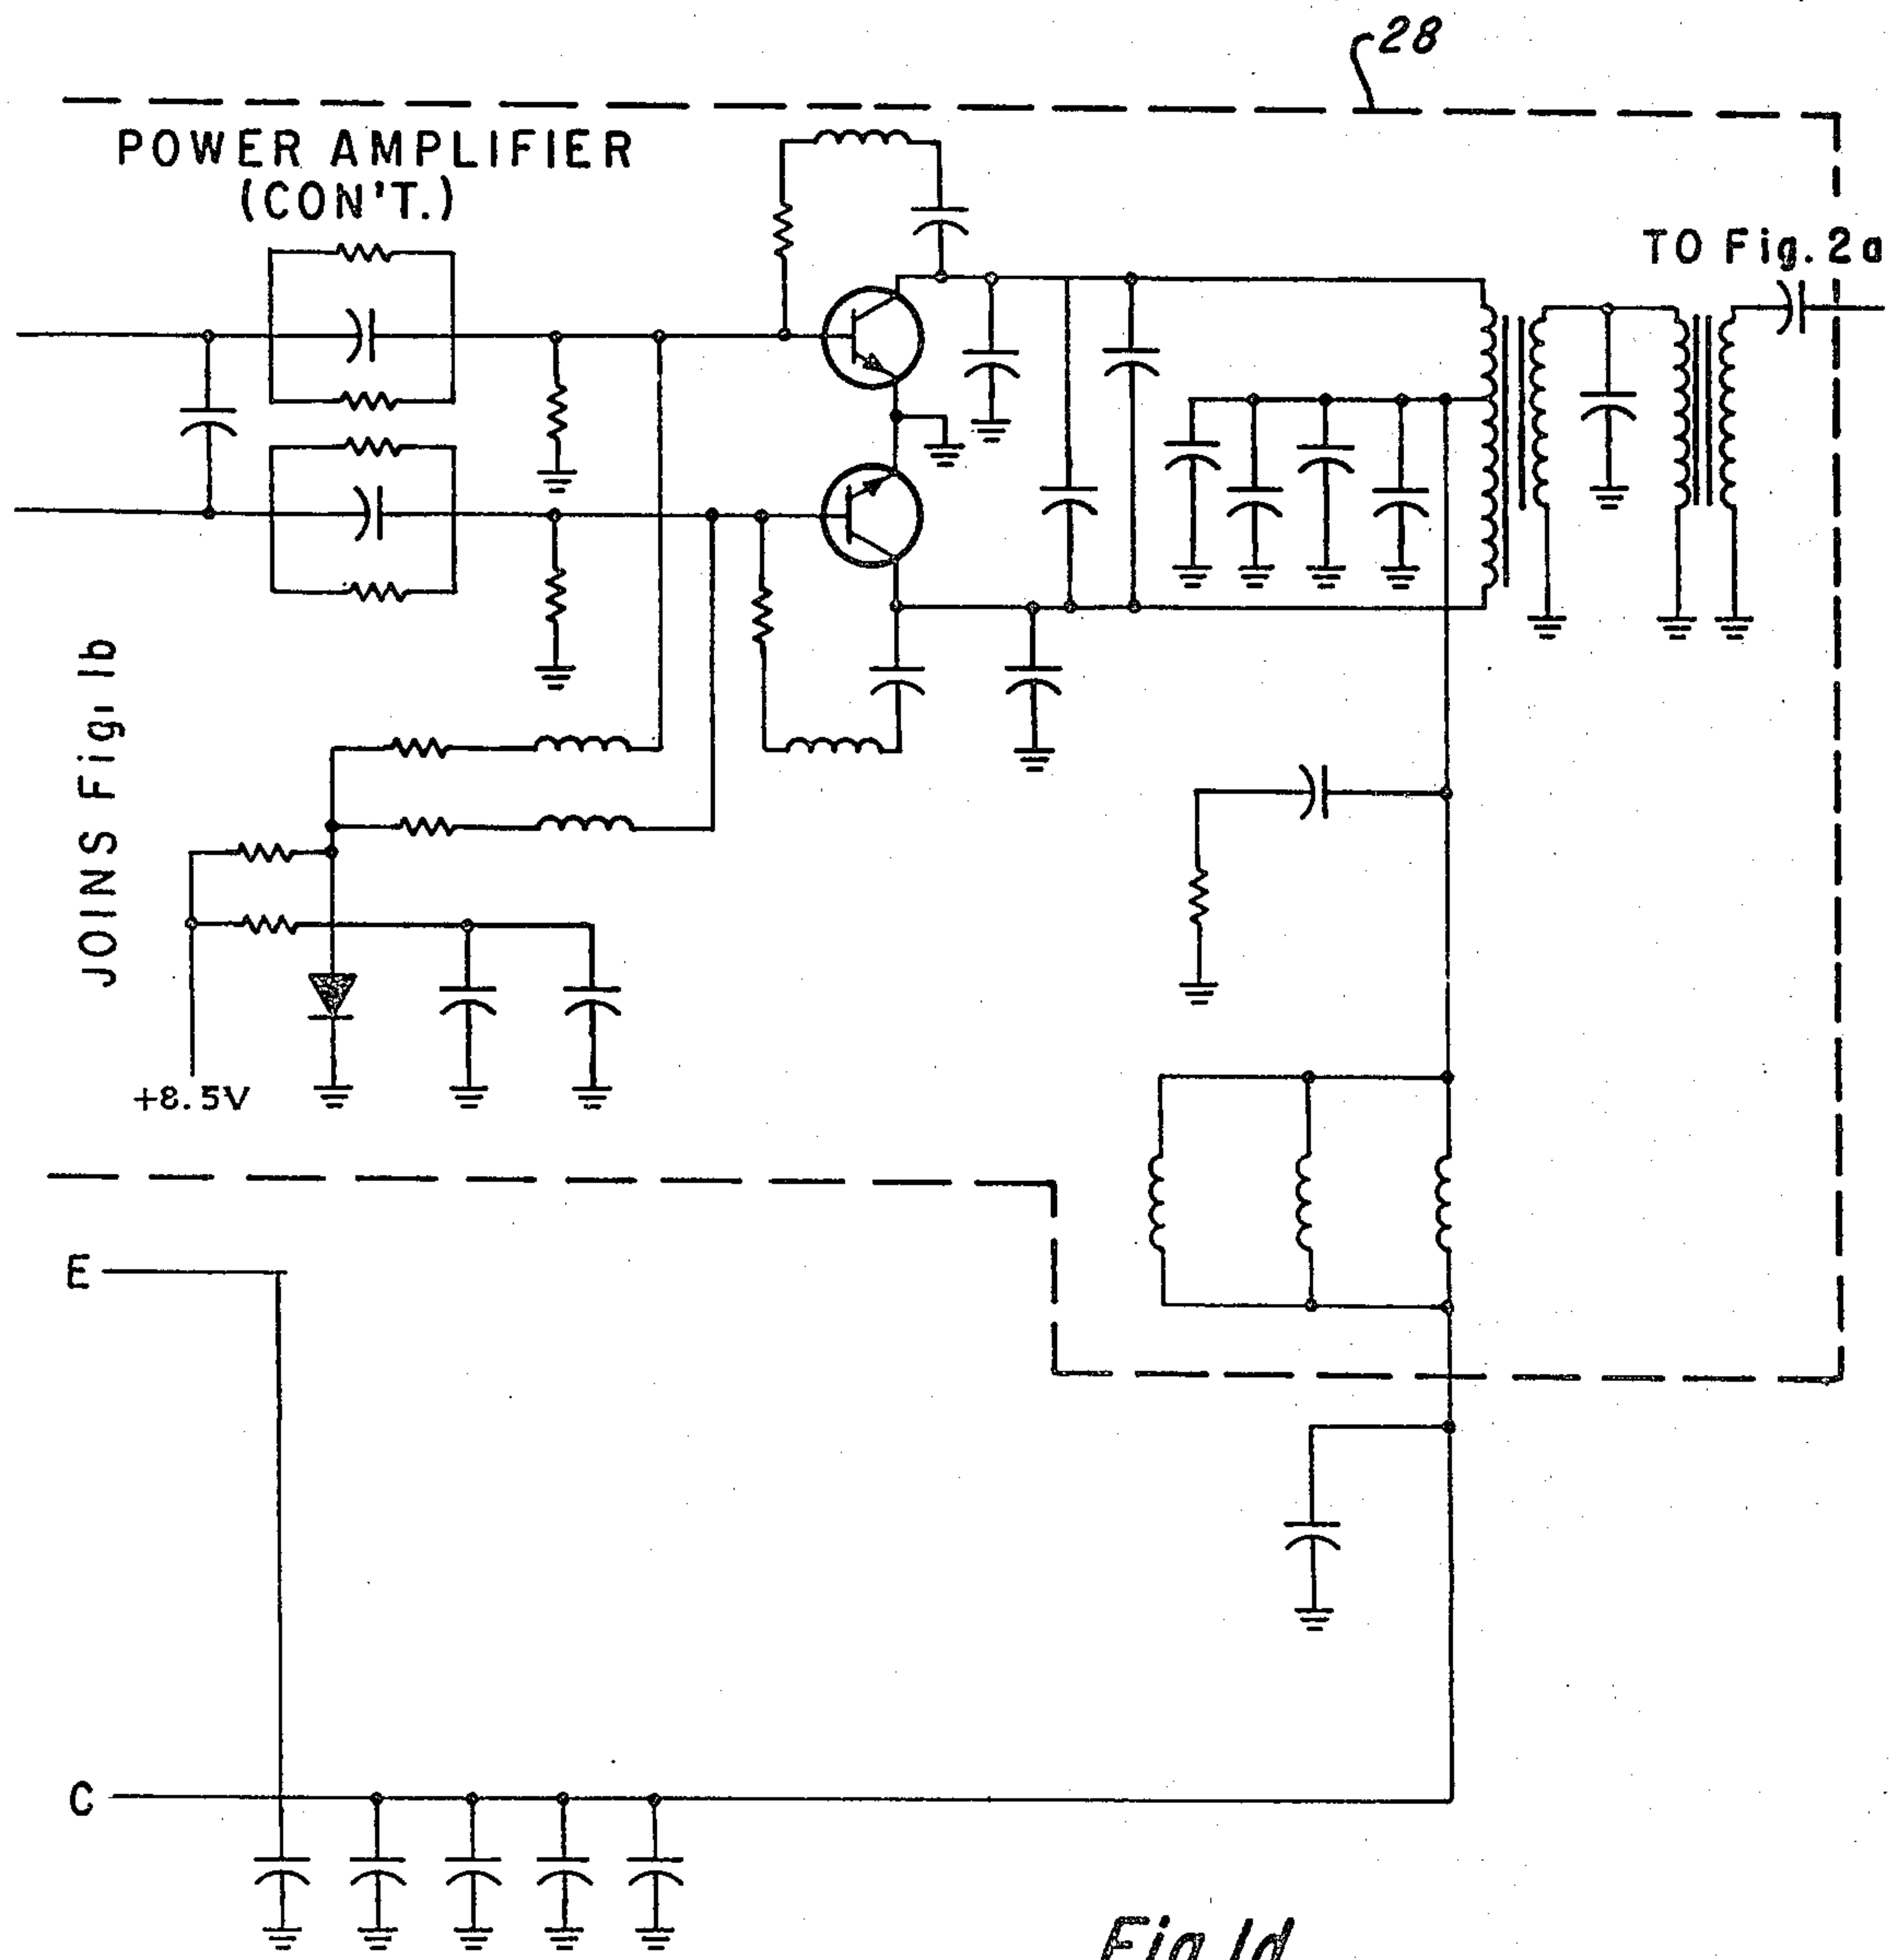 28
POWER AMPLIFIER
(CON'T.)
TO Fig. 2a
JOINS Fig. 1b
+8.5V
E
C
Fig 1d